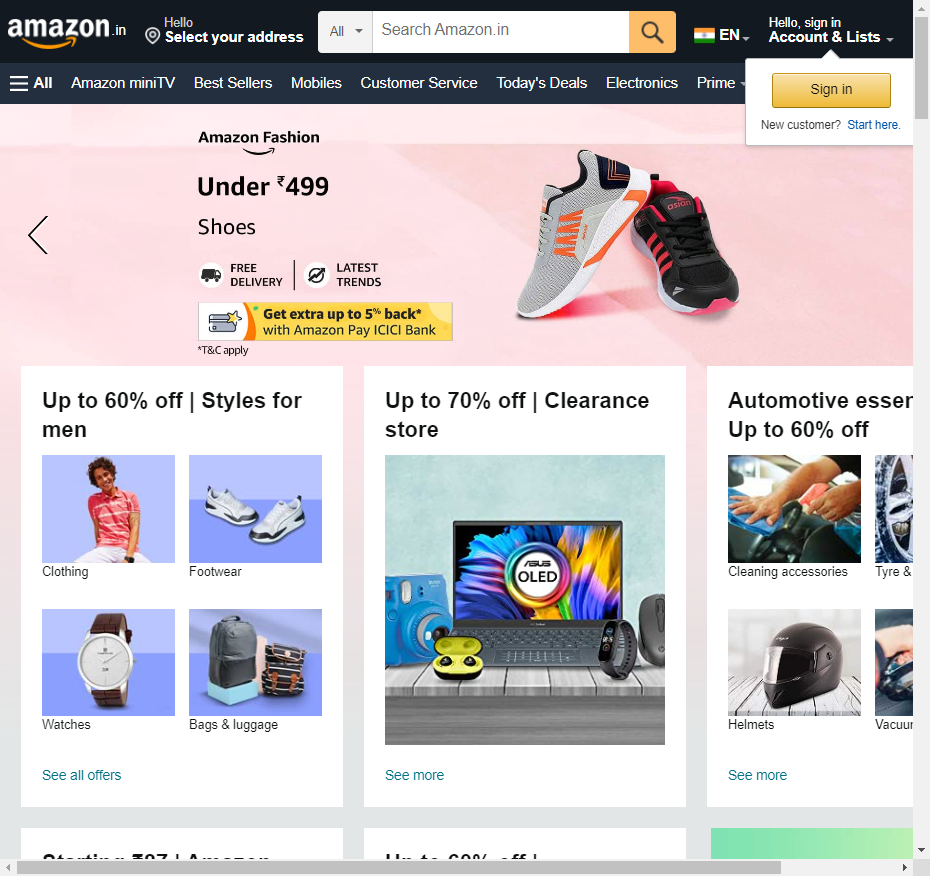 amazon.in
Hello
Select your address
All
Search Amazon.in
EN
Hello, sign in
Account & Lists
All
Amazon miniTV
Best Sellers
Mobiles
Customer Service
Today's Deals
Electronics
Prime
Sign in
New customer? Start here.
Amazon Fashion
Under ₹499
Shoes
FREE
DELIVERY
LATEST
TRENDS
Get extra up to 5% back*
with Amazon Pay ICICI Bank
*T&C apply
asian
Up to 60% off | Styles for
men
Clothing
Footwear
Watches
Bags & luggage
See all offers
Up to 70% off | Clearance
store
ASUS
OLED
See more
Automotive
Up to 60% off
Cleaning accessories
Tyre &
Helmets
See more
Starting ₹87 | Amazon
Up to 60% off |